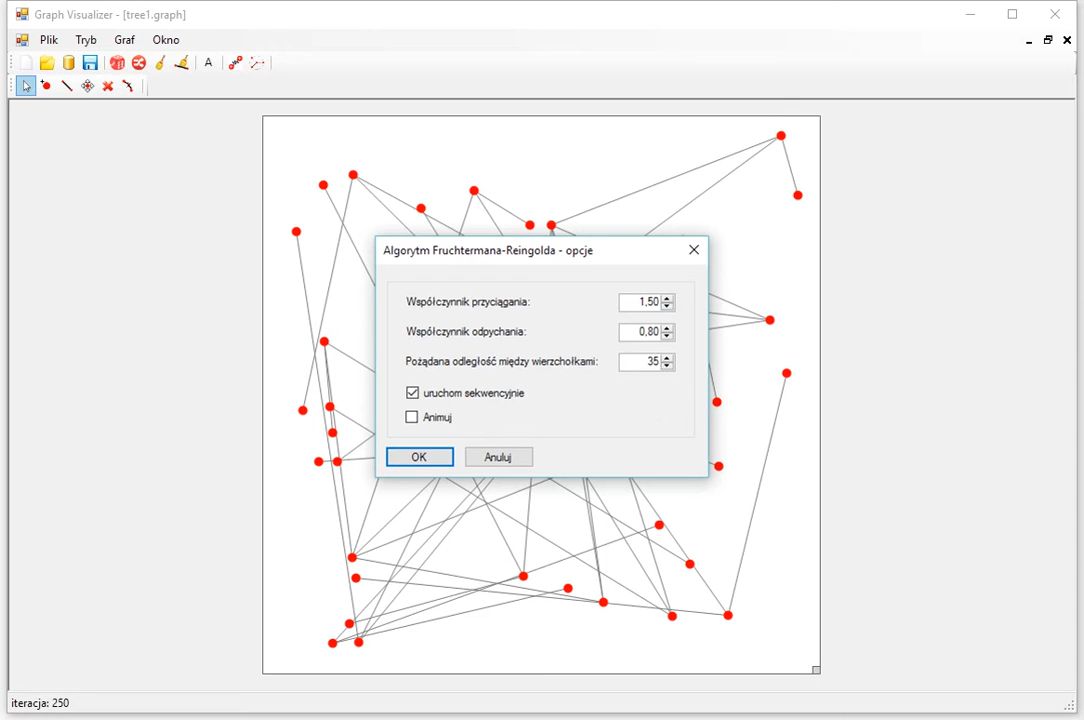 Graph Visualizer - [tree1.graph]
Plik Tryb Graf Okno
A
Algorytm Fruchtermana-Reingolda - opcje
Współczynnik przyciągania: 1,50
Współczynnik odpychania: 0,80
Pożądana odległość między wierzchołkami: 35
uruchom sekwencyjnie
Animuj
OK Anuluj
iteracja: 250